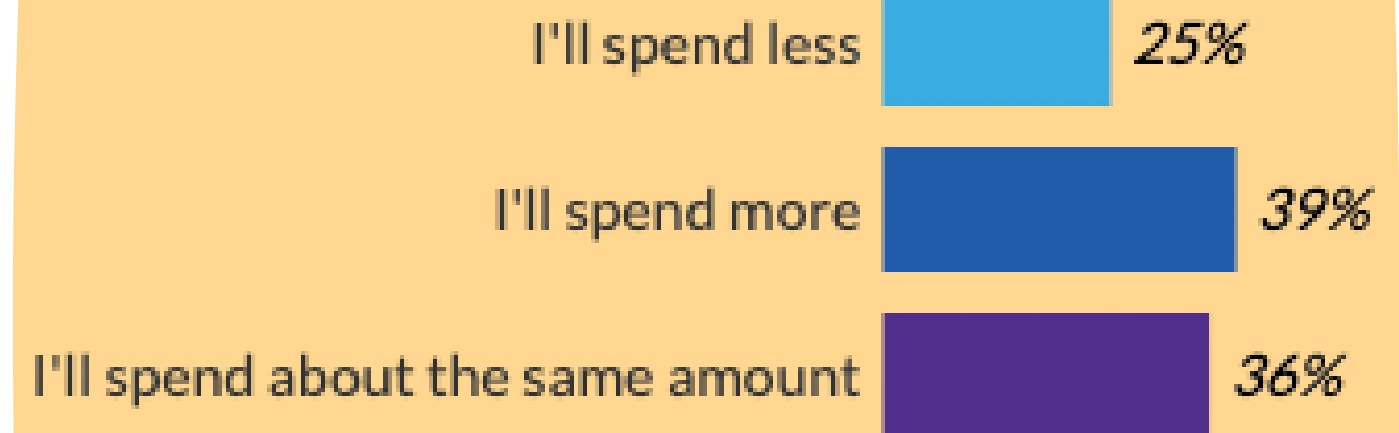 I'll spend less 25%
I'll spend more 39%
I'll spend about the same amount 36%